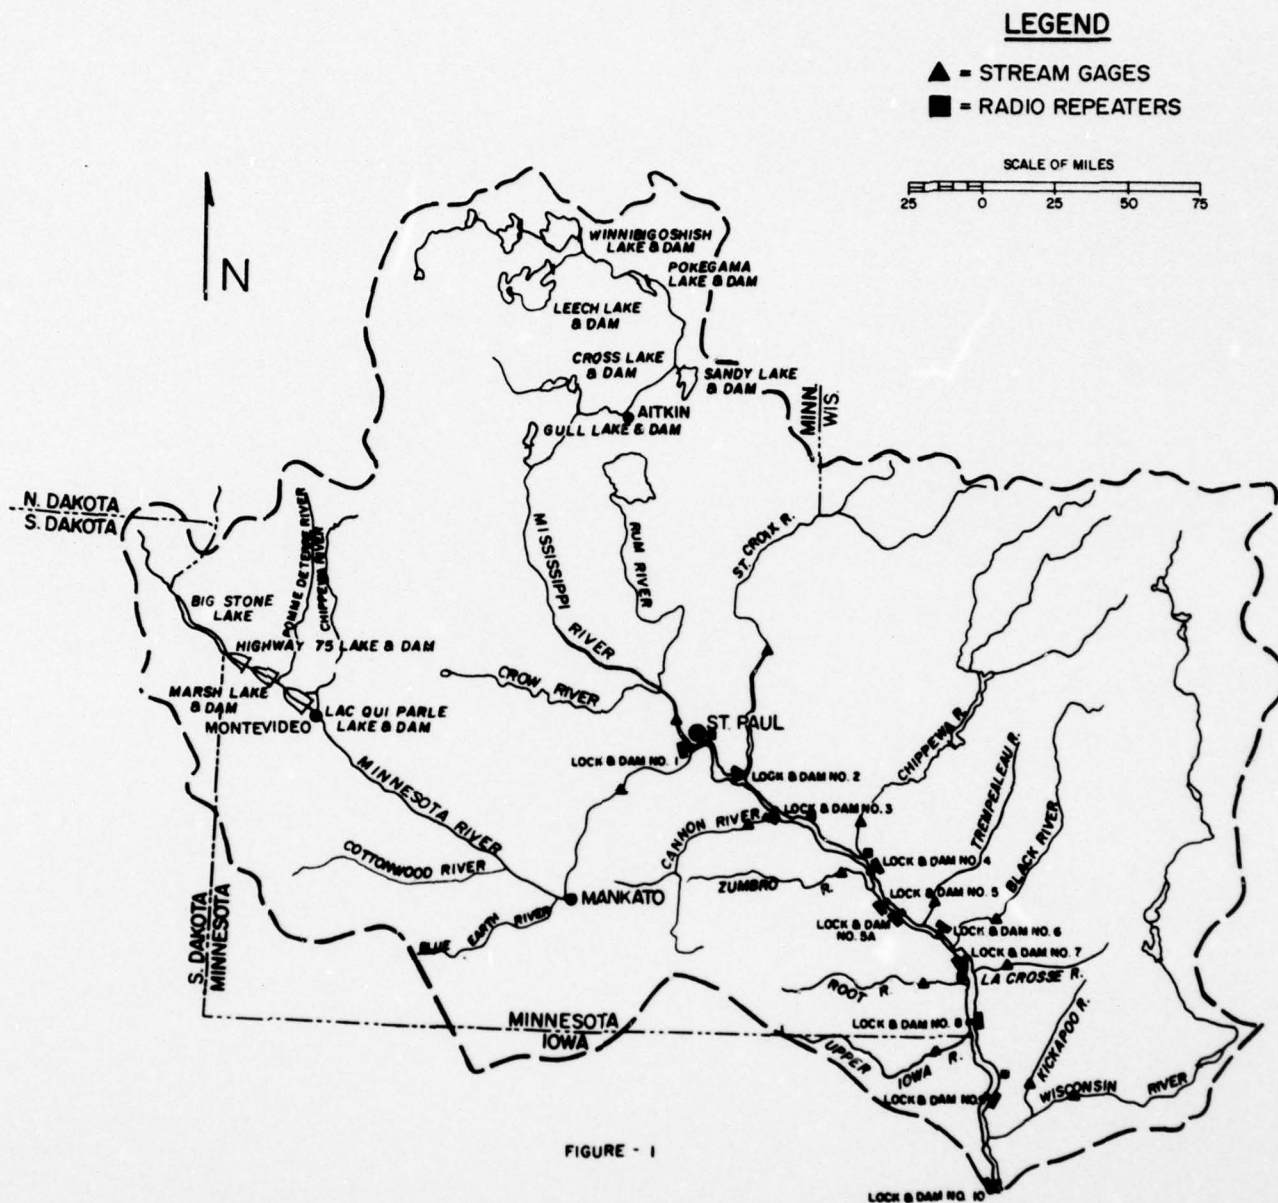 LEGEND
▲ = STREAM GAGES
■ = RADIO REPEATERS
SCALE OF MILES
25 0 25 50 75
N
WINNIBIGOSHISH
LAKE & DAM
POKEGAMA
LAKE & DAM
LEECH LAKE
& DAM
CROSS LAKE
& DAM
SANDY LAKE
& DAM
AITKIN
GULL LAKE & DAM
MINN.
WIS.
N. DAKOTA
S. DAKOTA
POMME DE TERRE RIVER
CHIPPEWA RIVER
MISSISSIPPI
RIVER
RUM RIVER
ST. CROIX R.
BIG STONE
LAKE
HIGHWAY 75 LAKE & DAM
MARSH LAKE
& DAM
MONTEVIDEO
LAC QUI PARLE
LAKE & DAM
CROW RIVER
ST. PAUL
LOCK & DAM NO. 1
LOCK & DAM NO. 2
LOCK & DAM NO. 3
CHIPPEWA R.
TREMPEALEAU R.
BLACK RIVER
MINNESOTA RIVER
CANNON RIVER
COTTONWOOD RIVER
ZUMBRO
R.
LOCK & DAM NO. 4
LOCK & DAM NO. 5
LOCK & DAM
NO. 5A
LOCK & DAM NO. 6
LOCK & DAM NO. 7
MANKATO
BLUE EARTH RIVER
S. DAKOTA
MINNESOTA
LA CROSSE R.
ROOT R.
LOCK & DAM NO. 8
MINNESOTA
IOWA
UPPER
IOWA R.
KICKAPOO R.
LOCK & DAM NO.
WISCONSIN RIVER
FIGURE - 1
LOCK & DAM NO. 10